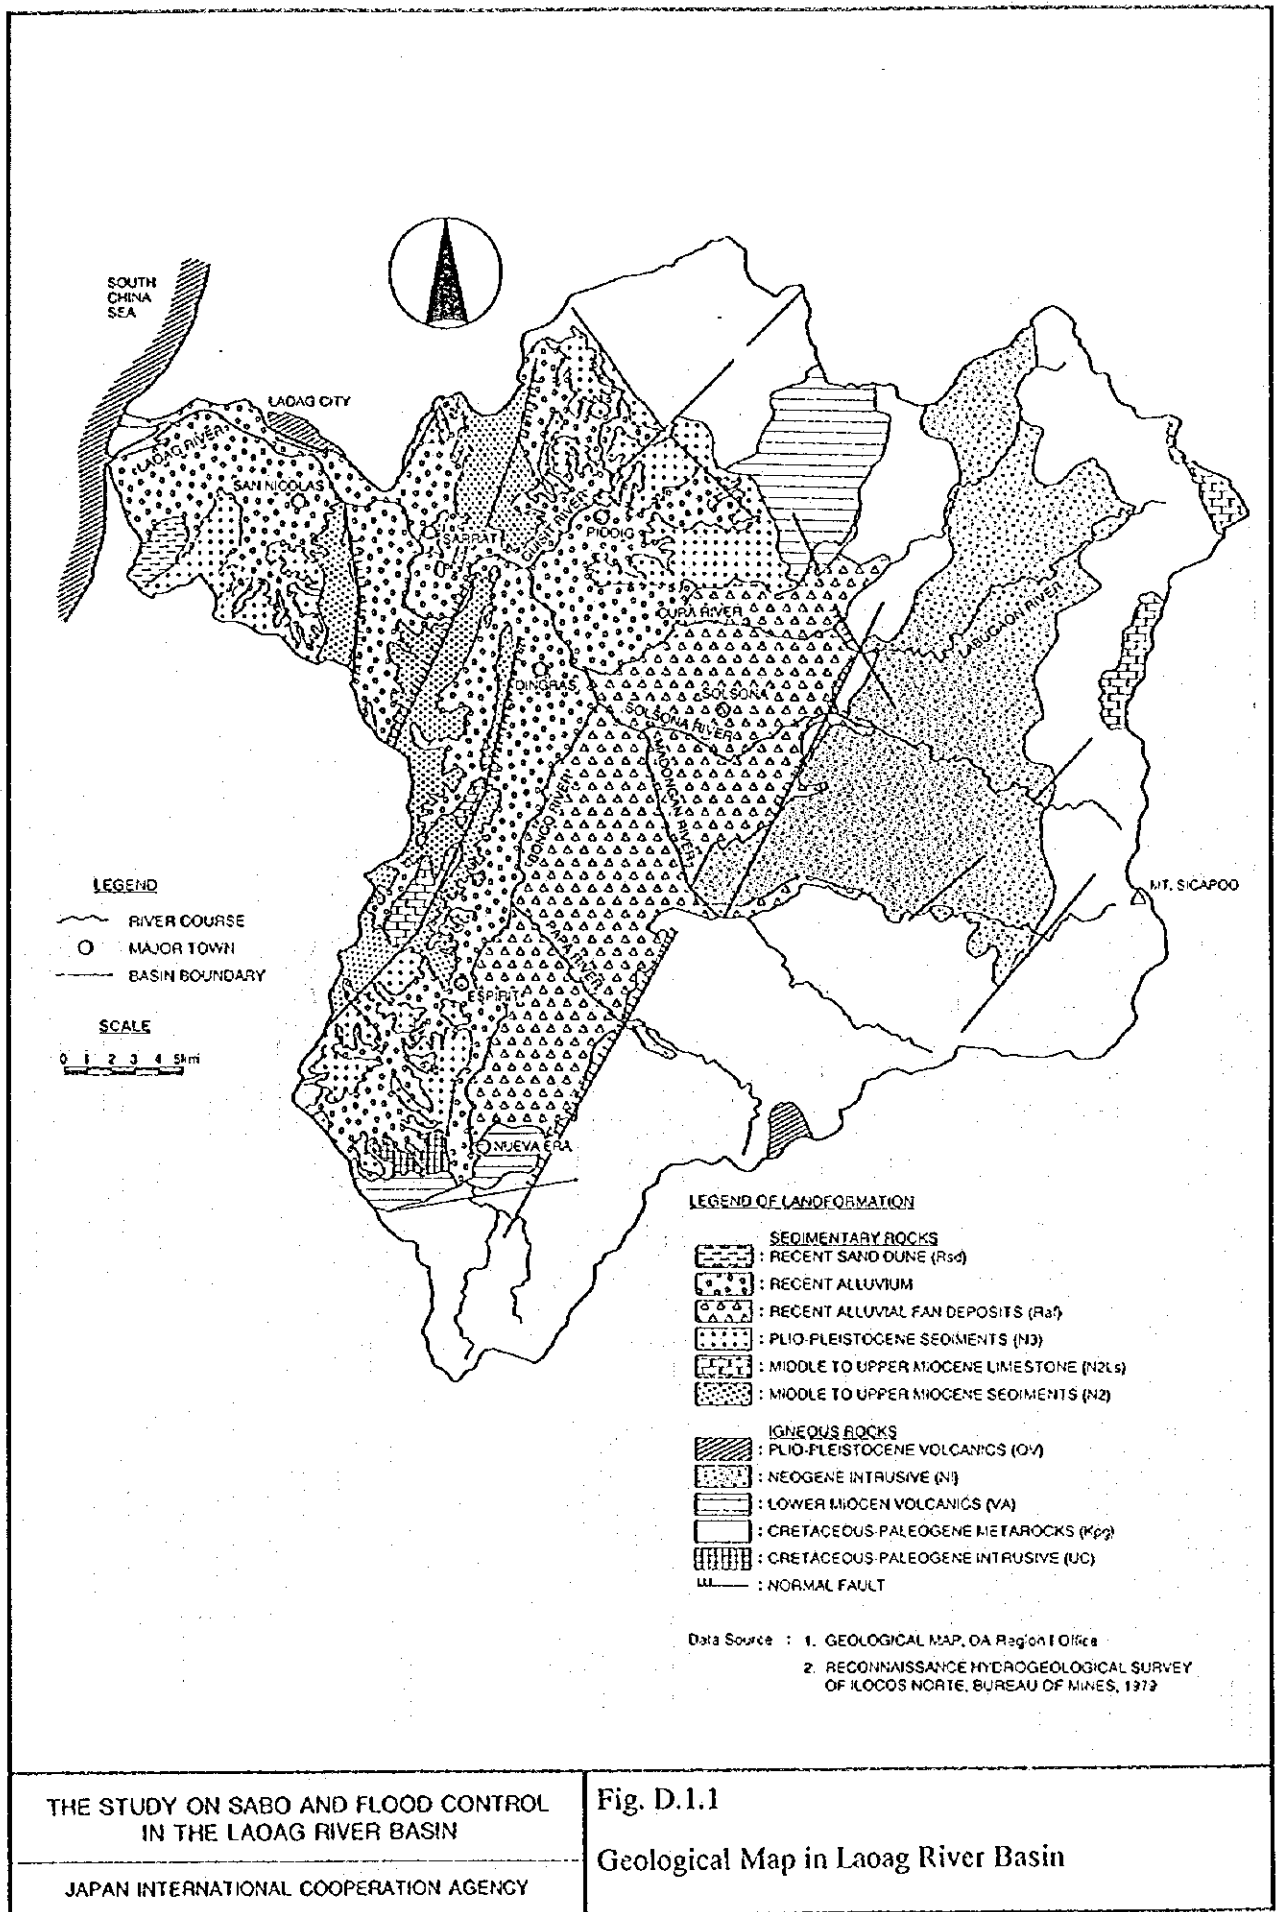 SOUTH
CHINA
SEA
LAOAG CITY
LAOAG RIVER
SAN NICOLAS
SARRAT
GUISIT RIVER
PIDDIG
CURA RIVER
LABUGAON RIVER
DINGRAS
SOLSONA
SOLSONA RIVER
MADONGAN RIVER
BONGO RIVER
PAPA RIVER
MT. SICAPOO
ESPIRITU
NUEVA ERA
LEGEND
RIVER COURSE
MAJOR TOWN
BASIN BOUNDARY
SCALE
0 1 2 3 4 5km
LEGEND OF LANDFORMATION
SEDIMENTARY ROCKS
: RECENT SAND DUNE (Rsd)
: RECENT ALLUVIUM
: RECENT ALLUVIAL FAN DEPOSITS (Raf)
: PLIO-PLEISTOCENE SEDIMENTS (N3)
: MIDDLE TO UPPER MIOCENE LIMESTONE (N2Ls)
: MIDDLE TO UPPER MIOCENE SEDIMENTS (N2)
IGNEOUS ROCKS
: PLIO-PLEISTOCENE VOLCANICS (QV)
: NEOGENE INTRUSIVE (NI)
: LOWER MIOCEN VOLCANICS (VA)
: CRETACEOUS-PALEOGENE METAROCKS (Kpg)
: CRETACEOUS-PALEOGENE INTRUSIVE (UC)
: NORMAL FAULT
Data Source : 1. GEOLOGICAL MAP, DA Region I Office
2. RECONNAISSANCE HYDROGEOLOGICAL SURVEY
OF ILOCOS NORTE, BUREAU OF MINES, 1979
THE STUDY ON SABO AND FLOOD CONTROL
IN THE LAOAG RIVER BASIN
JAPAN INTERNATIONAL COOPERATION AGENCY
Fig. D.1.1
Geological Map in Laoag River Basin